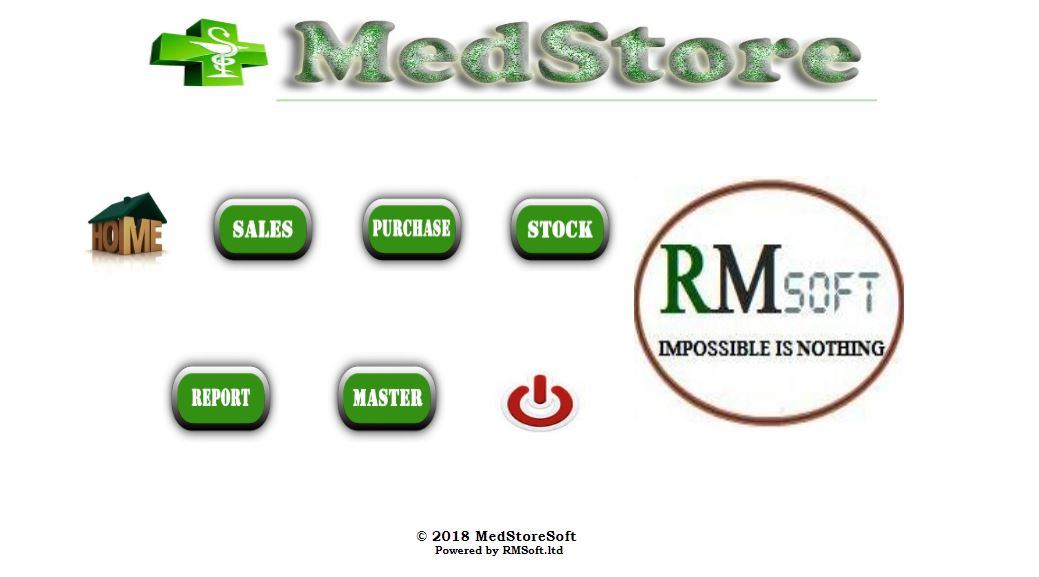 MedStore
HOME
SALES
PURCHASE
STOCK
RMSOFT
IMPOSSIBLE IS NOTHING
REPORT
MASTER
© 2018 MedStoreSoft
Powered by RMSoft.ltd